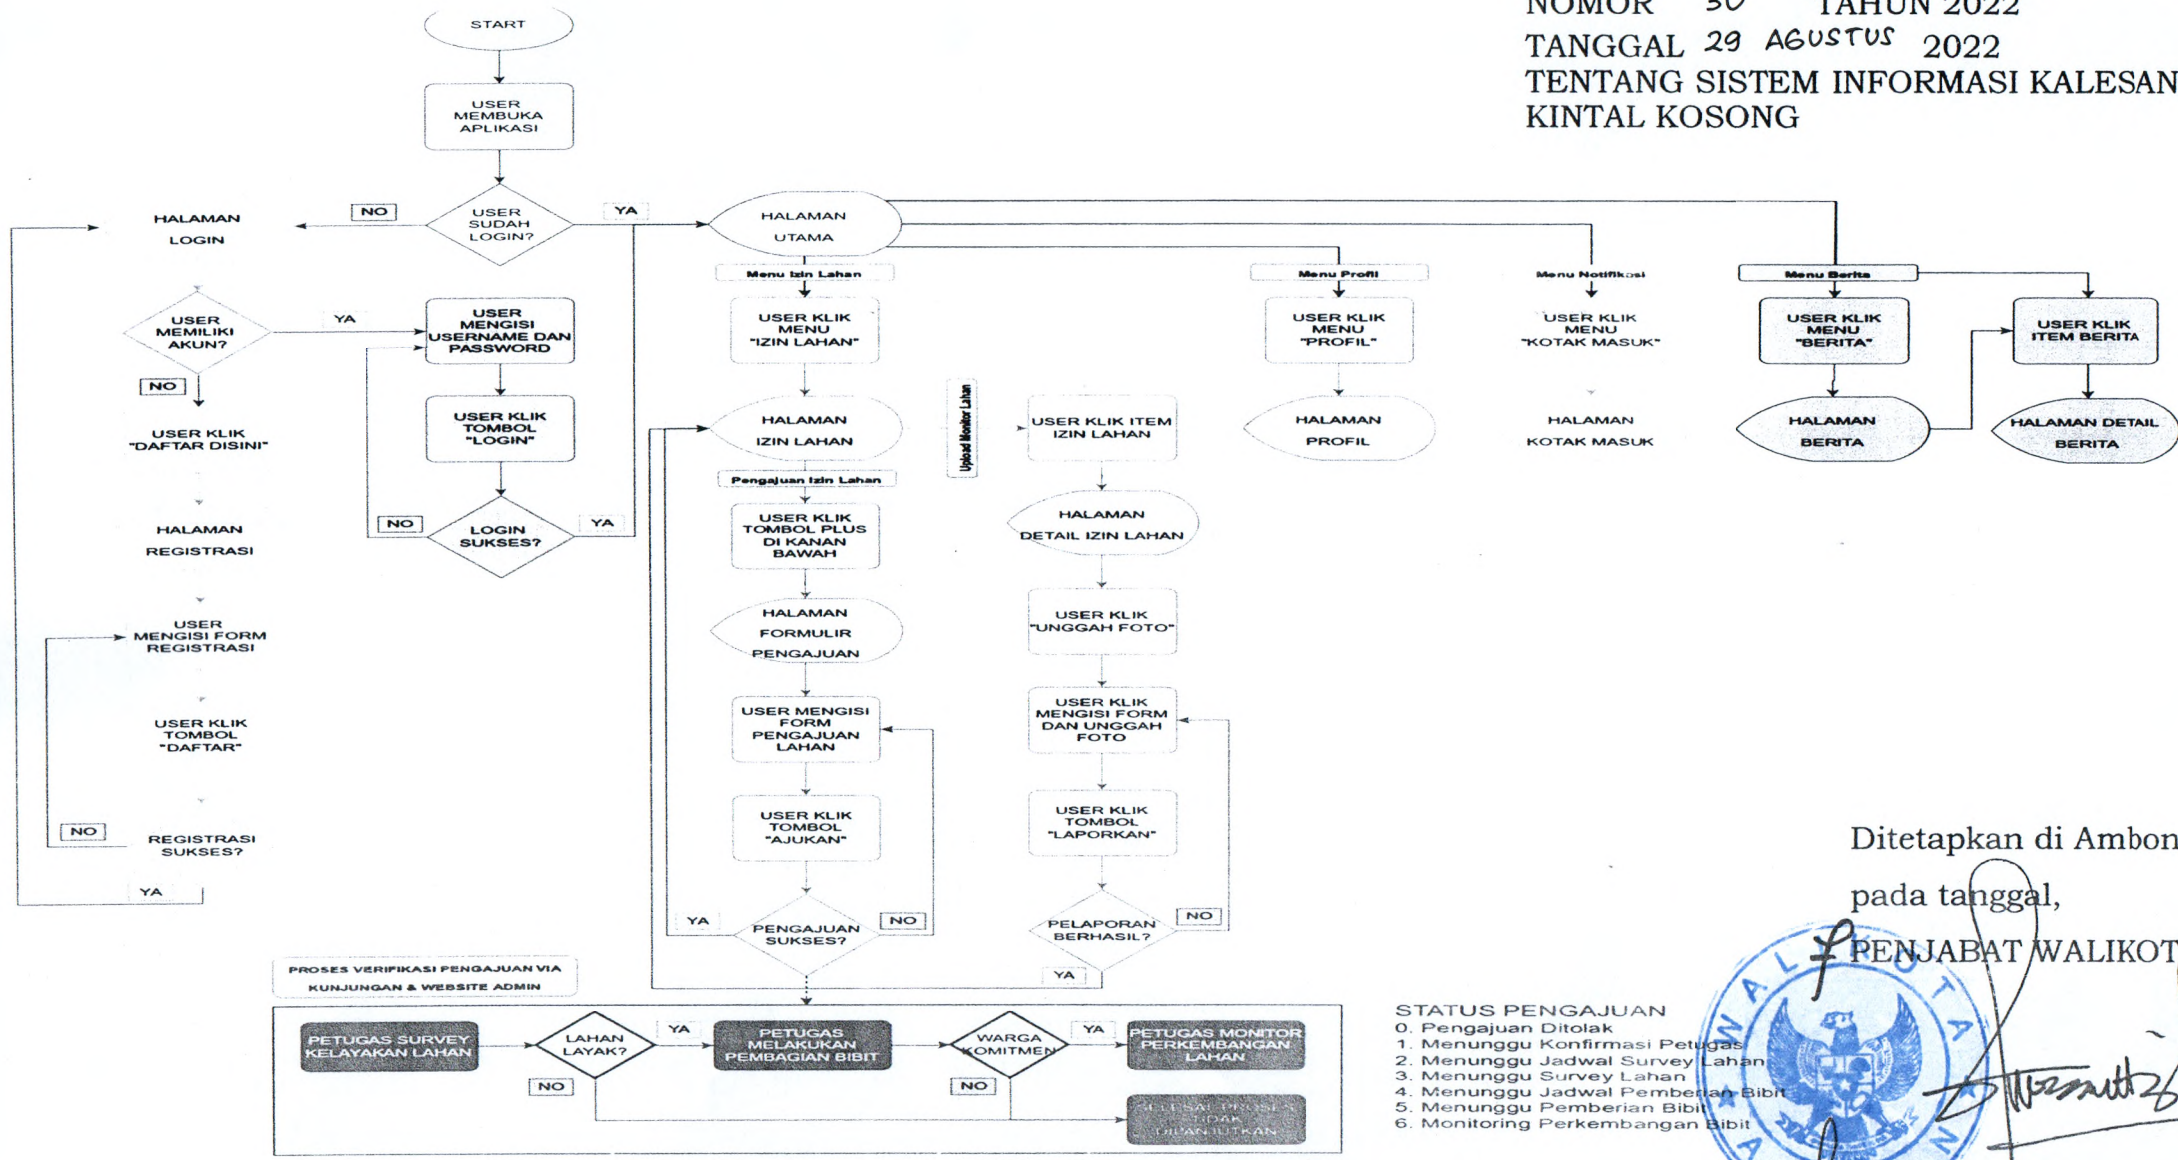 NOMOR 30 TAHUN 2022
TANGGAL 29 AGUSTUS 2022
TENTANG SISTEM INFORMASI KALESAN
KINTAL KOSONG
START
USER
MEMBUKA
APLIKASI
USER
SUDAH
LOGIN?
NO
YA
HALAMAN
LOGIN
USER
MEMILIKI
AKUN?
YA
NO
USER KLIK
"DAFTAR DISINI"
HALAMAN
REGISTRASI
USER
MENGISI FORM
REGISTRASI
USER KLIK
TOMBOL
"DAFTAR"
REGISTRASI
SUKSES?
NO
YA
USER
MENGISI
USERNAME DAN
PASSWORD
USER KLIK
TOMBOL
"LOGIN"
LOGIN
SUKSES?
NO
YA
HALAMAN
UTAMA
Menu Izin Lahan
USER KLIK
MENU
"IZIN LAHAN"
HALAMAN
IZIN LAHAN
Pengajuan Izin Lahan
USER KLIK
TOMBOL PLUS
DI KANAN
BAWAH
HALAMAN
FORMULIR
PENGAJUAN
USER MENGISI
FORM
PENGAJUAN
LAHAN
USER KLIK
TOMBOL
"AJUKAN"
PENGAJUAN
SUKSES?
YA
NO
Upload Monitor Lahan
USER KLIK ITEM
IZIN LAHAN
HALAMAN
DETAIL IZIN LAHAN
USER KLIK
"UNGGAH FOTO"
USER KLIK
MENGISI FORM
DAN UNGGAH
FOTO
USER KLIK
TOMBOL
"LAPORKAN"
PELAPORAN
BERHASIL?
NO
YA
Menu Profil
USER KLIK
MENU
"PROFIL"
HALAMAN
PROFIL
Menu Notifikasi
USER KLIK
MENU
"KOTAK MASUK"
HALAMAN
KOTAK MASUK
Menu Berita
USER KLIK
MENU
"BERITA"
HALAMAN
BERITA
USER KLIK
ITEM BERITA
HALAMAN DETAIL
BERITA
PROSES VERIFIKASI PENGAJUAN VIA
KUNJUNGAN & WEBSITE ADMIN
PETUGAS SURVEY
KELAYAKAN LAHAN
LAHAN
LAYAK?
YA
NO
PETUGAS
MELAKUKAN
PEMBAGIAN BIBIT
WARGA
KOMITMEN
YA
NO
PETUGAS MONITOR
PERKEMBANGAN
LAHAN
SELESAI PROSES
TIDAK
DILANJUTKAN
STATUS PENGAJUAN
0. Pengajuan Ditolak
1. Menunggu Konfirmasi Petugas
2. Menunggu Jadwal Survey Lahan
3. Menunggu Survey Lahan
4. Menunggu Jadwal Pemberian Bibit
5. Menunggu Pemberian Bibit
6. Monitoring Perkembangan Bibit
Ditetapkan di Ambon
pada tanggal,
PENJABAT WALIKOT
WALIKOTA